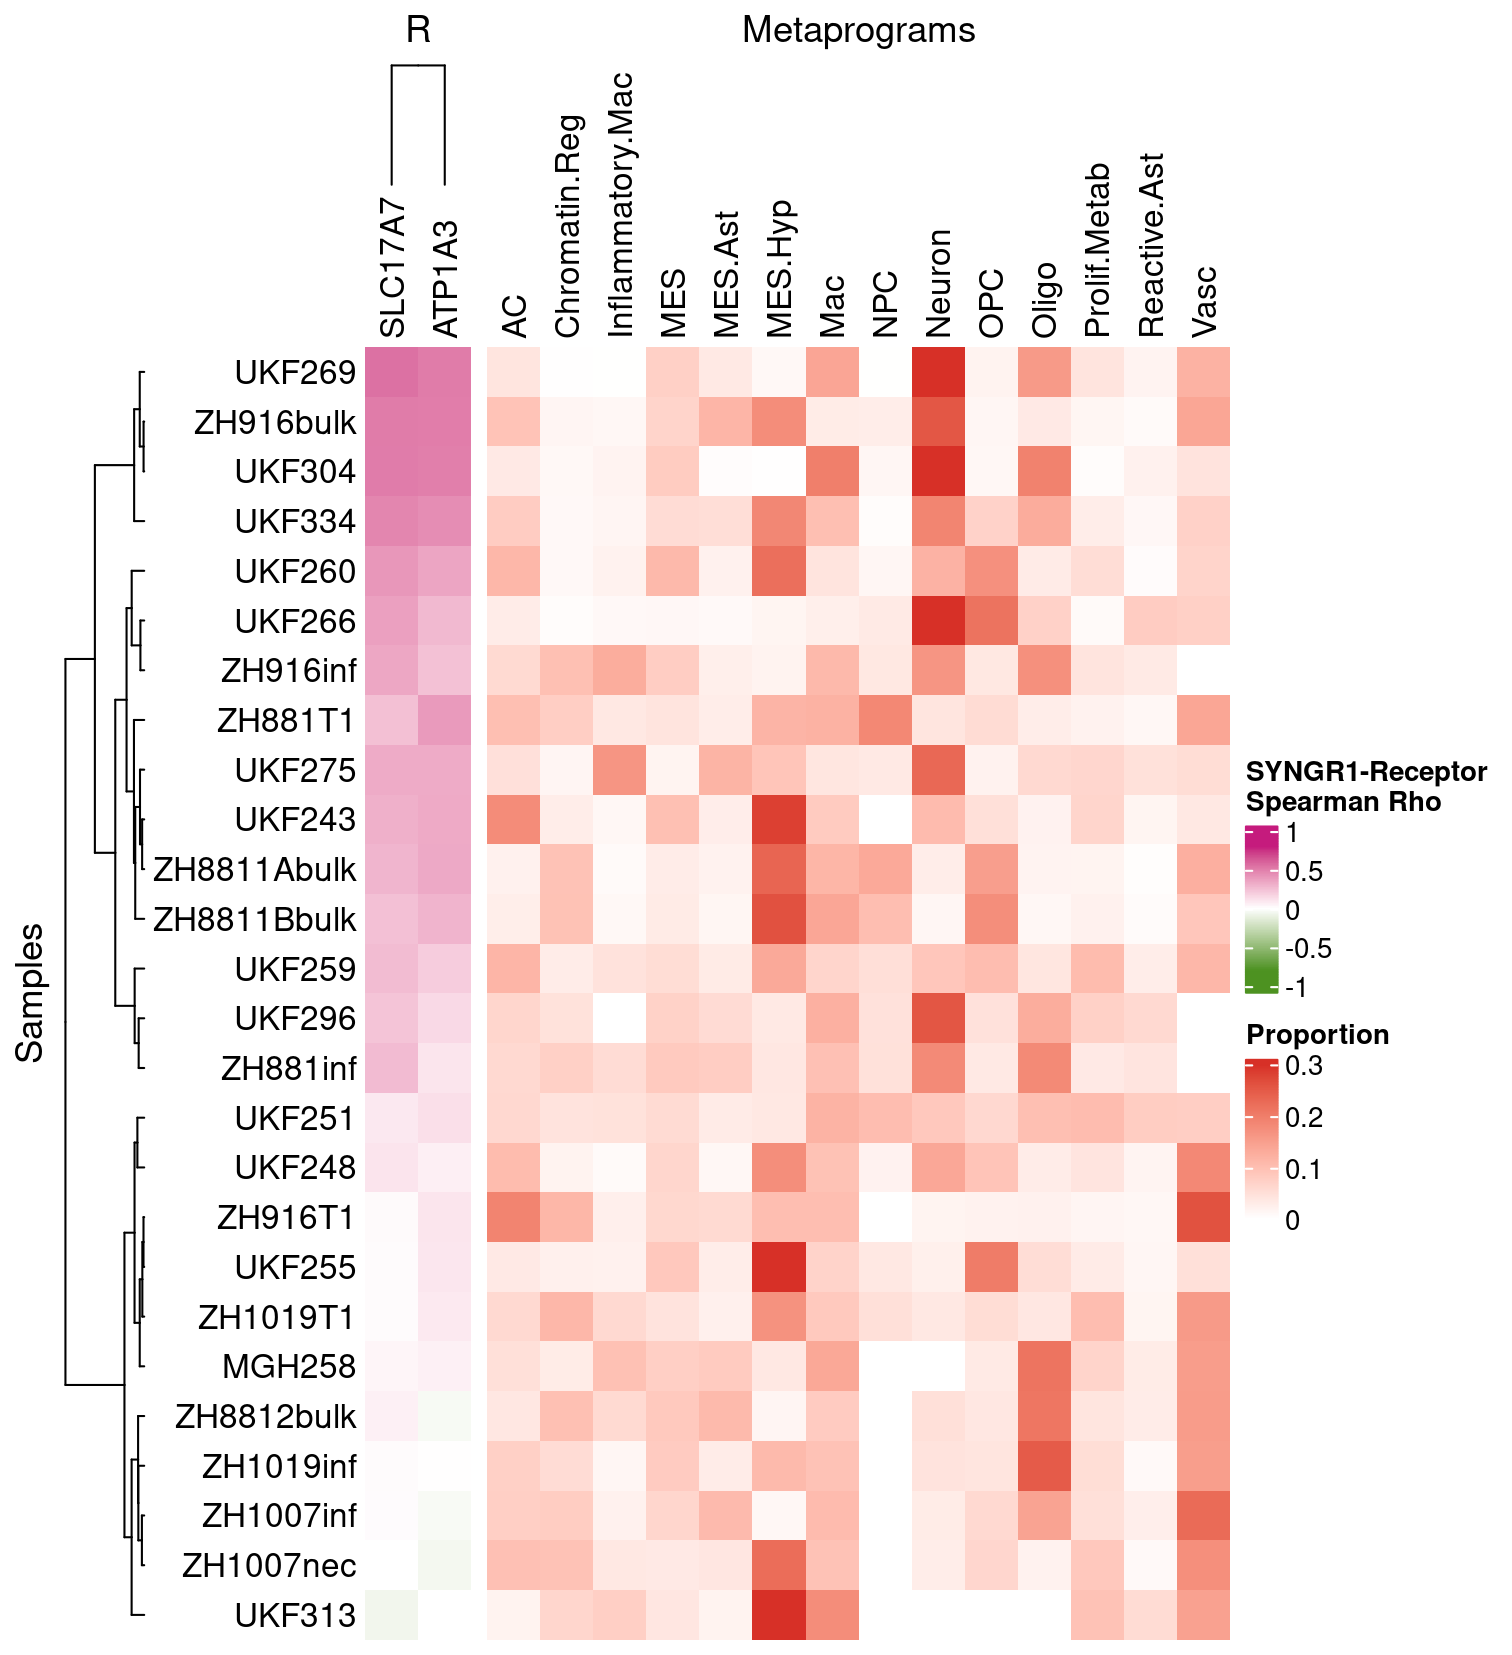 R
Metaprograms
SLC17A7
ATP1A3
AC
Chromatin.Reg
Inflammatory.Mac
MES
MES.Ast
MES.Hyp
Mac
NPC
Neuron
OPC
Oligo
Prolif.Metab
Reactive.Ast
Vasc
Samples
UKF269
ZH916bulk
UKF304
UKF334
UKF260
UKF266
ZH916inf
ZH881T1
UKF275
UKF243
ZH8811Abulk
ZH8811Bbulk
UKF259
UKF296
ZH881inf
UKF251
UKF248
ZH916T1
UKF255
ZH1019T1
MGH258
ZH8812bulk
ZH1019inf
ZH1007inf
ZH1007nec
UKF313
SYNGR1-Receptor
Spearman Rho
1
0.5
0
-0.5
-1
Proportion
0.3
0.2
0.1
0